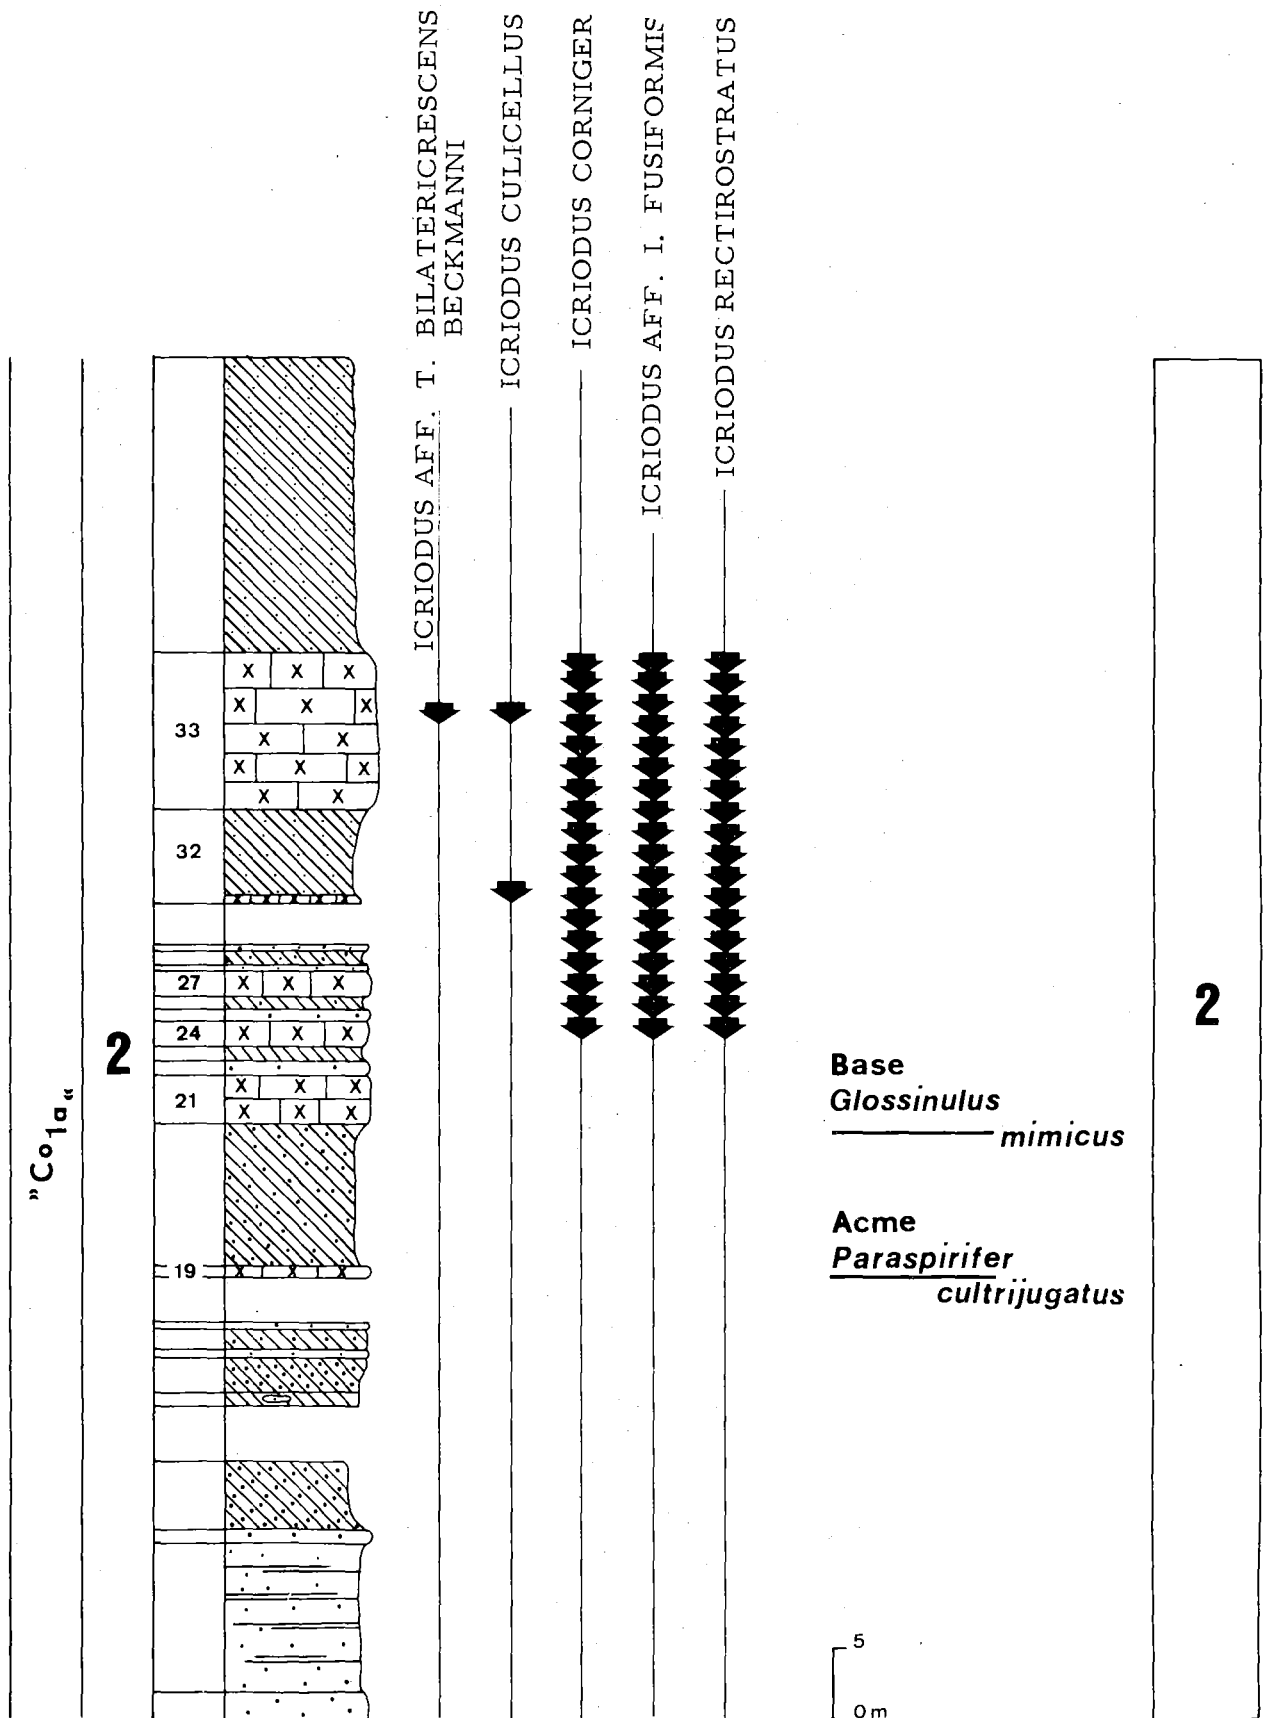 ICRIODUS AFF. T. BILATERICRESCENS
BECKMANNI
ICRIODUS CULICELLUS
ICRIODUS CORNIGER
ICRIODUS AFF. I. FUSIFORMIS
ICRIODUS RECTIROSTRATUS
33
32
27
24
21
19
2
"Co1a"
2
Base
Glossinulus
mimicus
Acme
Paraspirifer
cultrijugatus
5
0m